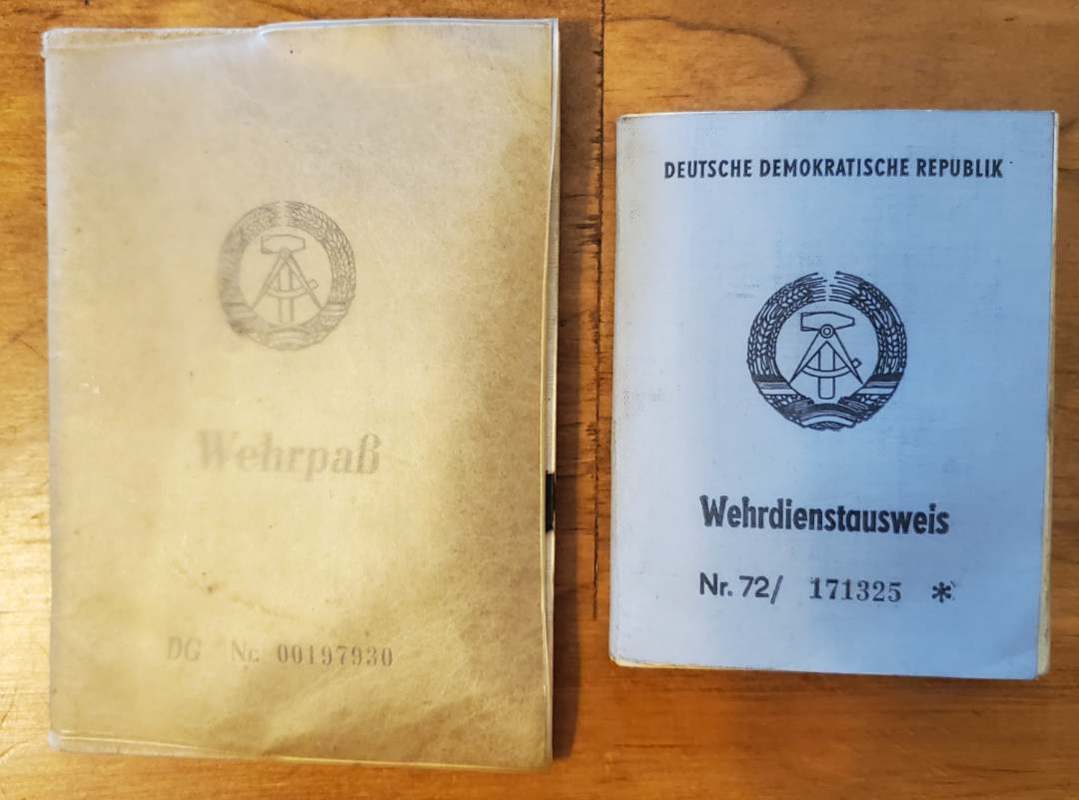 Wehrpaß
DG Nr. 00197930
DEUTSCHE DEMOKRATISCHE REPUBLIK
Wehrdienstausweis
Nr. 72/ 171325 *